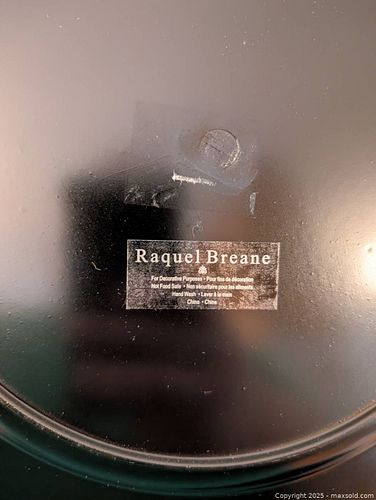 Raquel Breane
For Decorative Purposes • Pour fins de décoration
Not Food Safe • Non sécuritaire pour les aliments
Hand Wash • Laver à la main
China • Chine
Copyright 2025 - maxsold.com